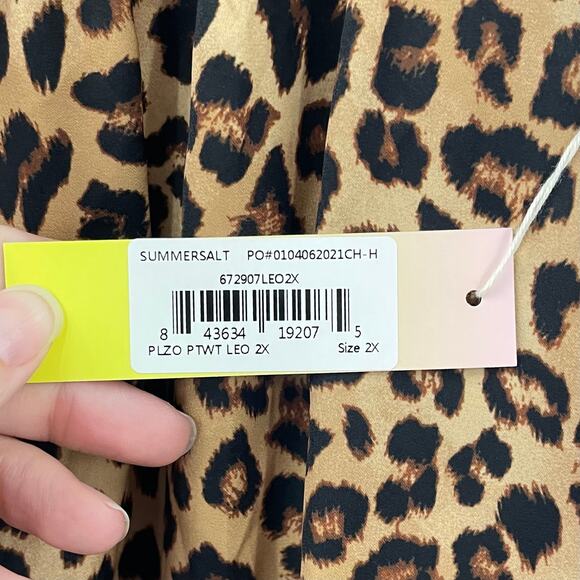 SUMMERSALT PO#0104062021CH-H
672907LEO2X
8 43634 19207 5
PLZO PTWT LEO 2X Size 2X